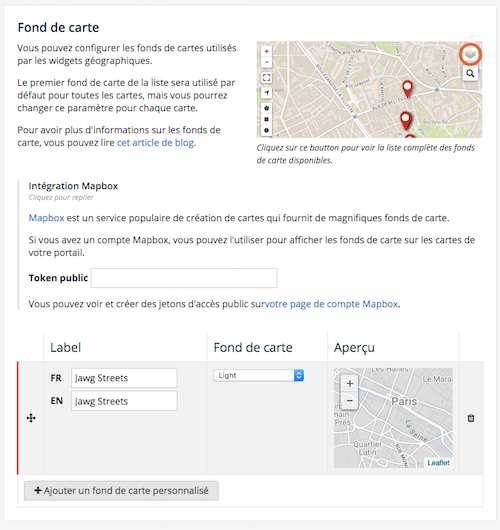 Fond de carte
Vous pouvez configurer les fonds de cartes utilisés
par les widgets géographiques.
Le premier fond de carte de la liste sera utilisé par
défaut pour toutes les cartes, mais vous pourrez
changer ce paramètre pour chaque carte.
Pour avoir plus d'informations sur les fonds de
carte, vous pouvez lire cet article de blog.
Cliquez sur ce boutton pour voir la liste complète des fonds
de carte disponibles.
Intégration Mapbox
Cliquez pour replier
Mapbox est un service populaire de création de cartes qui fournit de magnifiques fonds de carte.
Si vous avez un compte Mapbox, vous pouvez l'utiliser pour afficher les fonds de carte sur les cartes de
votre portail.
Token public
Vous pouvez voir et créer des jetons d'accès public survotre page de compte Mapbox.
Label Fond de carte Aperçu
FR Jawg Streets
Light
EN Jawg Streets
+
−
Les Halles
Le Marai
Paris
La Seine
Quartier
Latin
Leaflet
+ Ajouter un fond de carte personnalisé